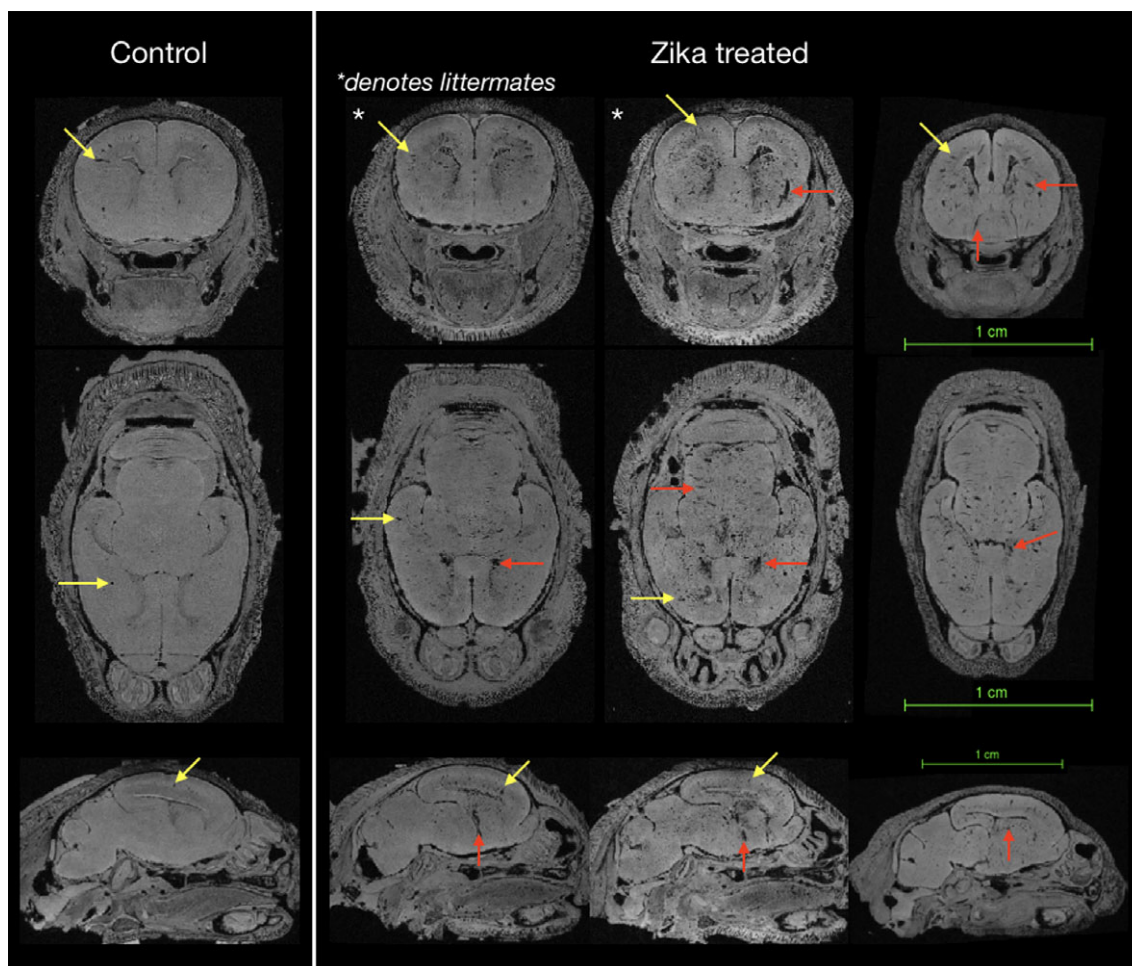 Control
Zika treated
*denotes littermates
*
*
1 cm
1 cm
1 cm